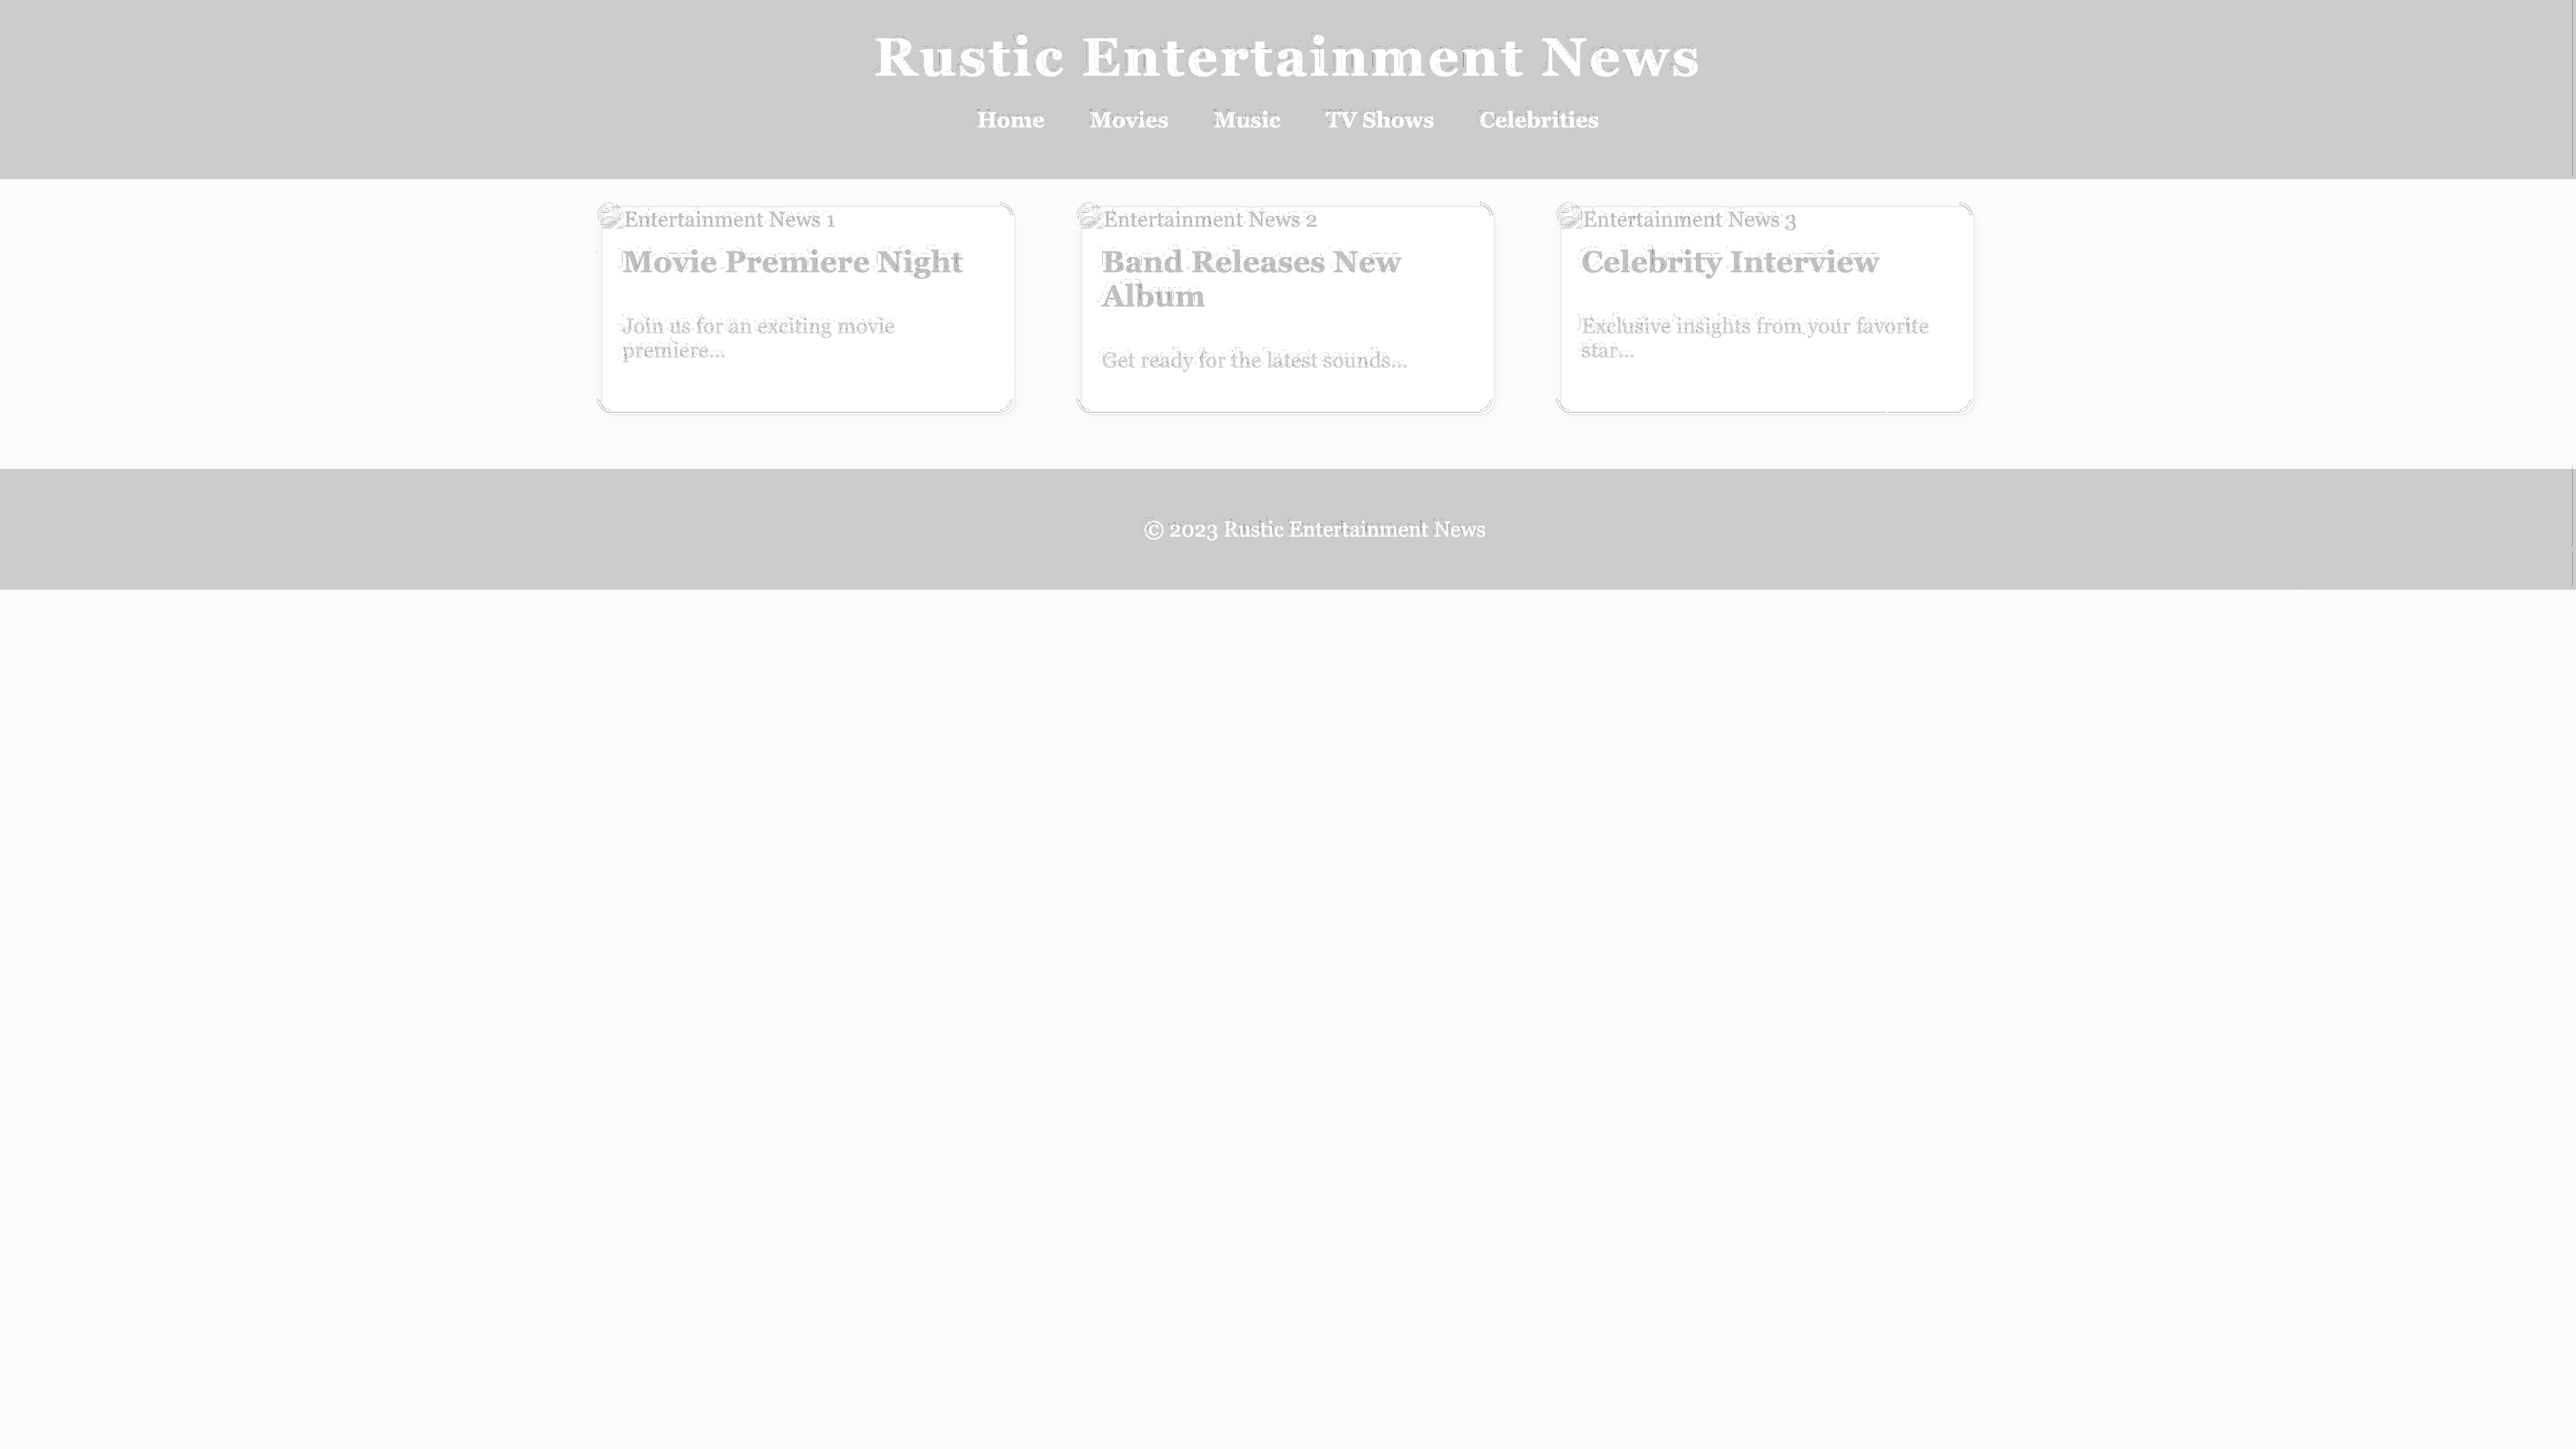 Rustic Entertainment News
Home Movies Music TV Shows Celebrities
Entertainment News 1
Movie Premiere Night
Join us for an exciting movie
premiere...
Entertainment News 2
Band Releases New
Album
Get ready for the latest sounds...
Entertainment News 3
Celebrity Interview
Exclusive insights from your favorite
star...
© 2023 Rustic Entertainment News